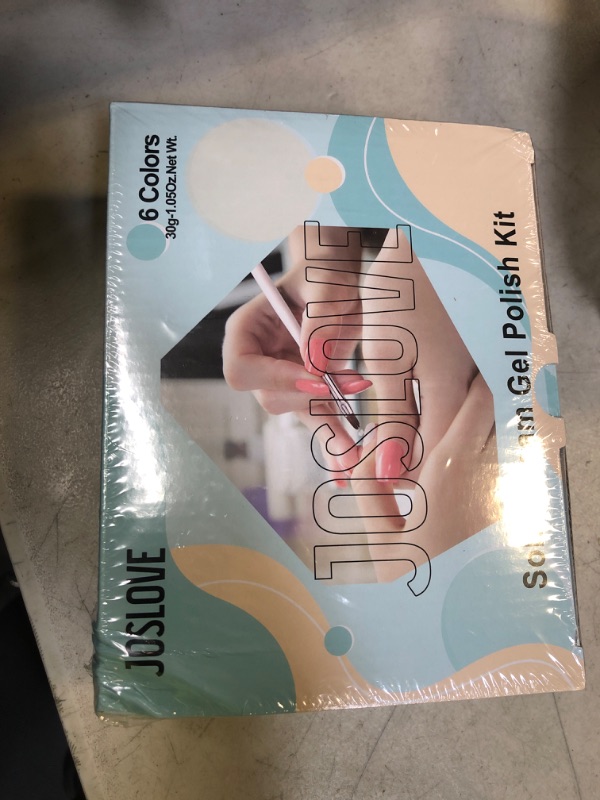 JOSLOVE
6 Colors
30g-1.05Oz.Net Wt.
JOSLOVE
Gel Polish Kit